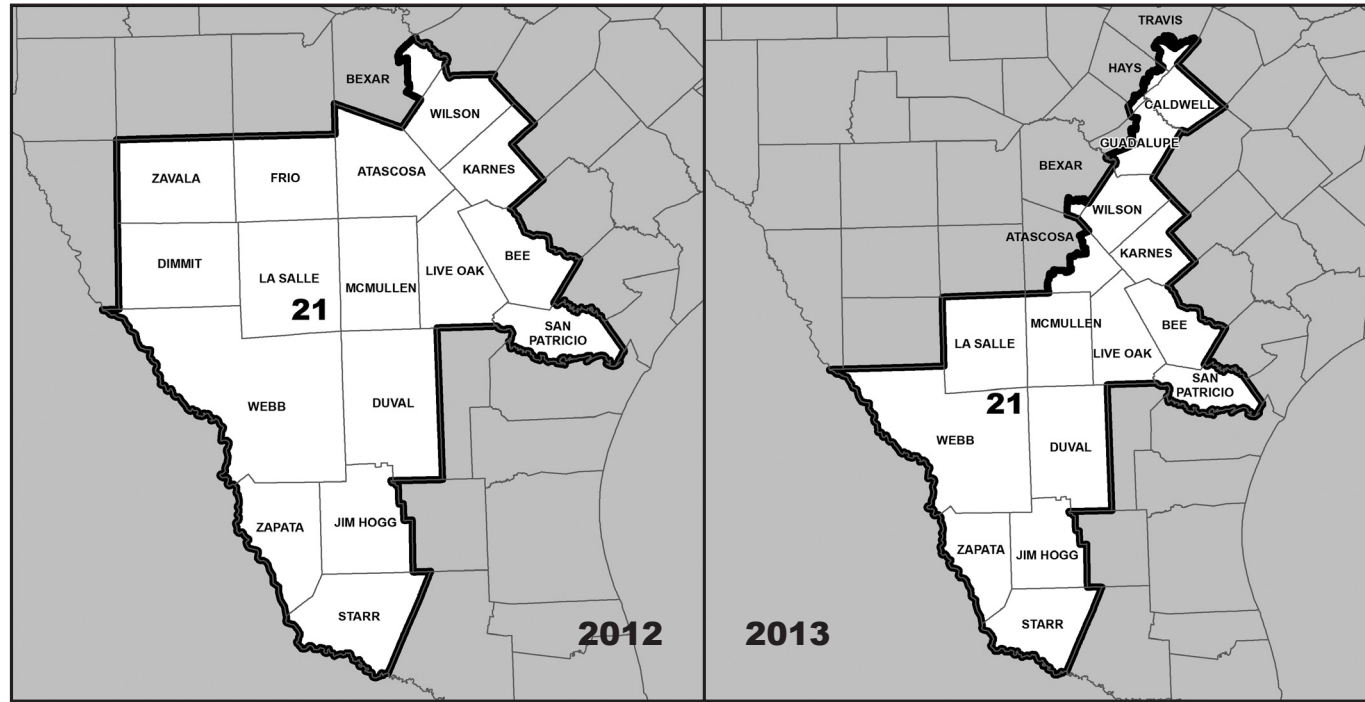 BEXAR
WILSON
ZAVALA
FRIO
ATASCOSA
KARNES
DIMMIT
LA SALLE
MCMULLEN
LIVE OAK
BEE
21
SAN
PATRICIO
WEBB
DUVAL
ZAPATA
JIM HOGG
STARR
2012
TRAVIS
HAYS
CALDWELL
GUADALUPE
BEXAR
WILSON
ATASCOSA
KARNES
MCMULLEN
BEE
LA SALLE
LIVE OAK
SAN
PATRICIO
21
WEBB
DUVAL
ZAPATA
JIM HOGG
STARR
2013